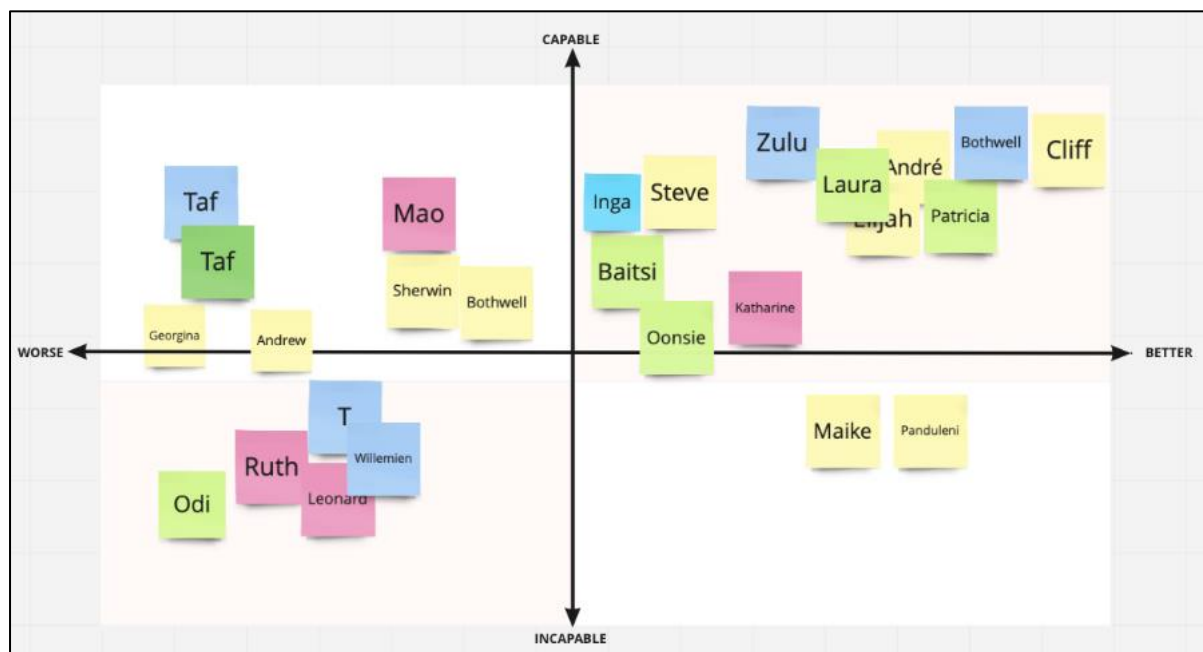 CAPABLE
Zulu
Bothwell
Cliff
André
Laura
Taf
Inga
Steve
Mao
Elijah
Patricia
Taf
Baitsi
Sherwin
Bothwell
Katharine
Georgina
Andrew
Oonsie
WORSE
BETTER
T
Maike
Panduleni
Willemien
Ruth
Leonard
Odi
INCAPABLE